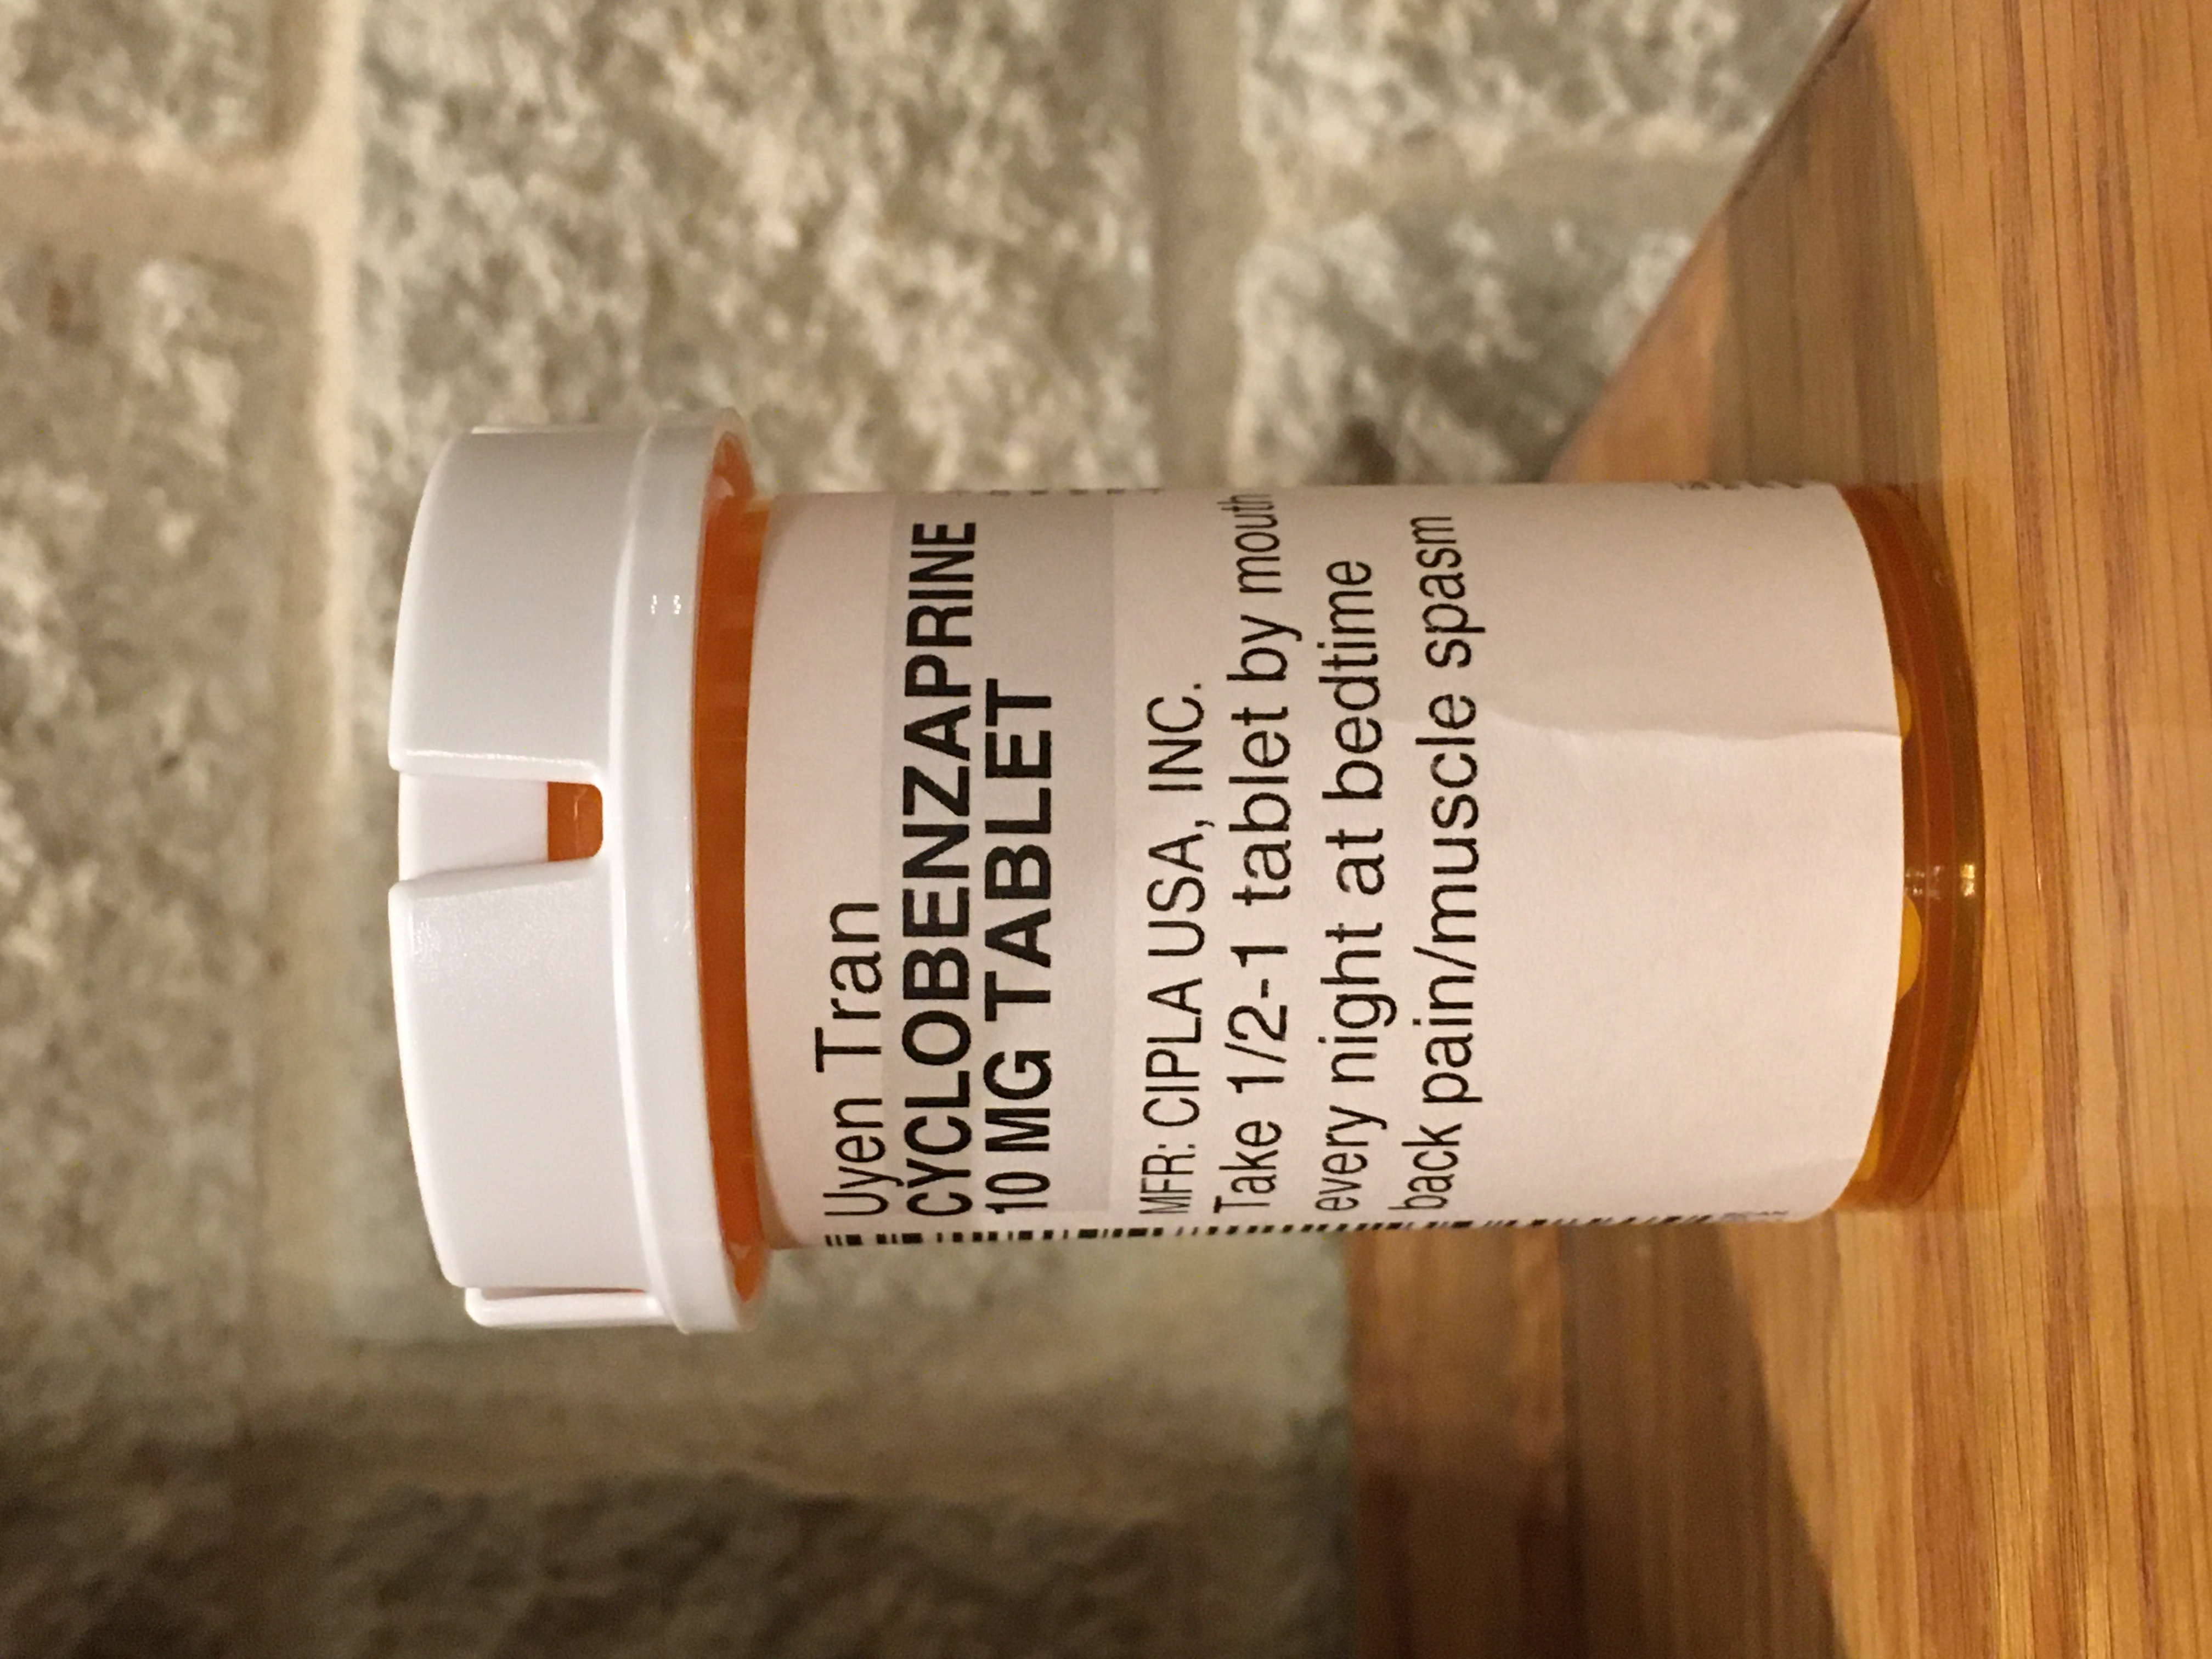 Uyen Tran
CYCLOBENZAPRINE
10 MG TABLET
MFR: CIPLA USA, INC.
Take 1/2-1 tablet by mouth
every night at bedtime
back pain/muscle spasm